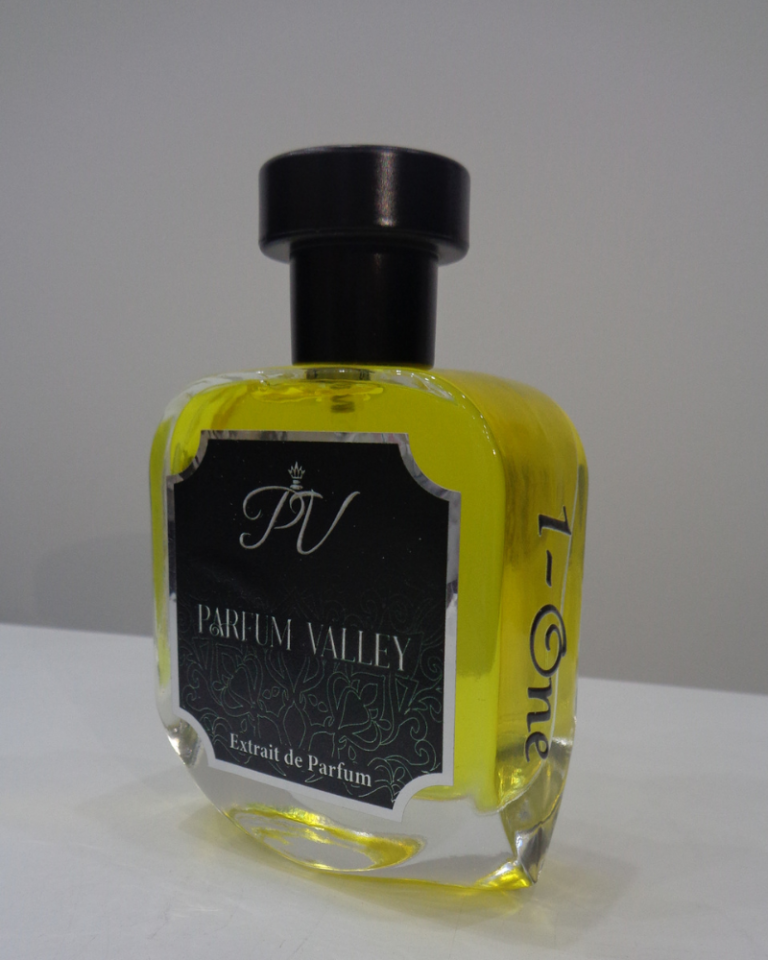 PV
PARFUM VALLEY
Extrait de Parfum
1-One